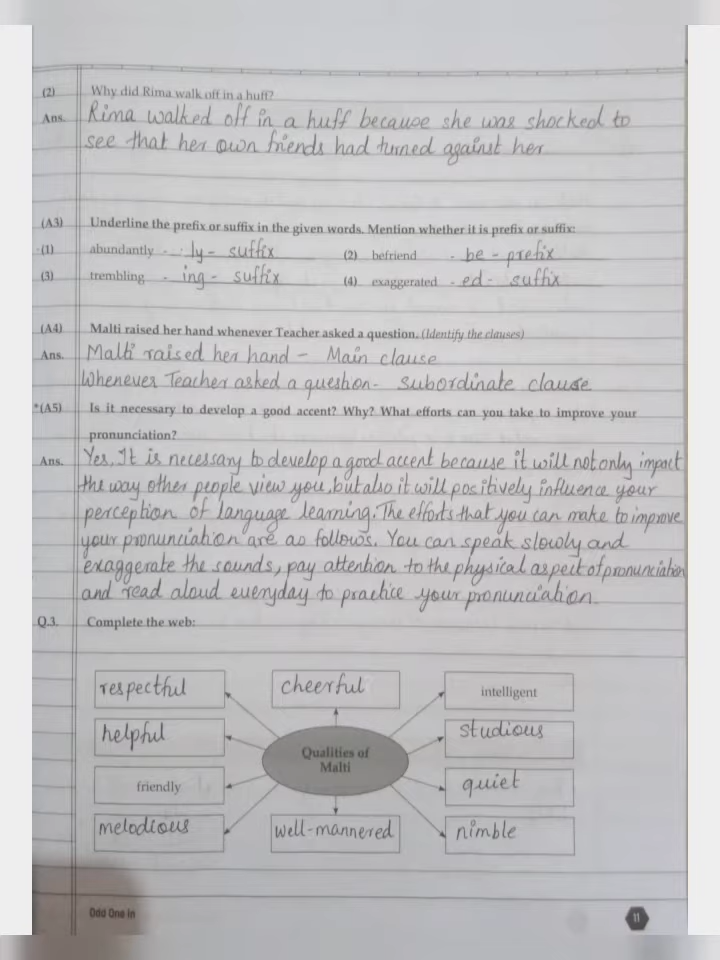 (2) Why did Rima walk off in a huff?
Ans. Rima walked off in a huff because she was shocked to
see that her own friends had turned against her
(A3) Underline the prefix or suffix in the given words. Mention whether it is prefix or suffix:
(1) abundantly - ly - suffix (2) befriend - be - prefix
(3) trembling - ing - suffix (4) exaggerated - ed - suffix
(A4) Malti raised her hand whenever Teacher asked a question. (Identify the clauses)
Ans. Malti raised her hand - Main clause
Whenever Teacher asked a question - subordinate clause
*(A5) Is it necessary to develop a good accent? Why? What efforts can you take to improve your
pronunciation?
Ans. Yes, It is necessary to develop a good accent because it will not only impact
the way other people view you, but also it will positively influence your
perception of language learning. The efforts that you can make to improve
your pronunciation are as follows. You can speak slowly and
exaggerate the sounds, pay attention to the physical aspect of pronunciation
and read aloud everyday to practice your pronunciation.
Q.3. Complete the web:
respectful cheerful intelligent
helpful studious
Qualities of
Malti
friendly quiet
melodious well-mannered nimble
Odd One in 11